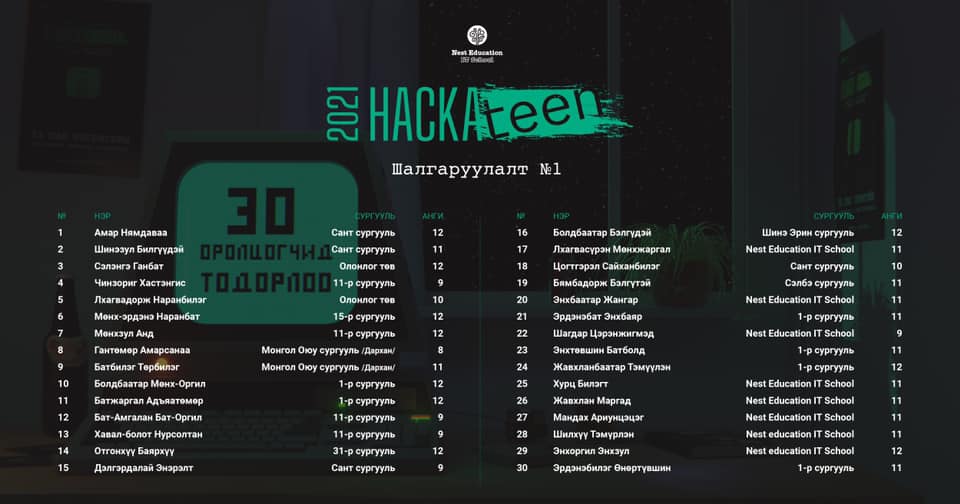 Nest Education
IT School
2021 HACKAteen
Шалгаруулалт №1
30
ОРОЛЦОГЧИД
ТОДОРЛОО
№ НЭР СУРГУУЛЬ АНГИ
1 Амар Нямдаваа Сант сургууль 12
2 Шинэзул Билгүүдэй Сант сургууль 11
3 Сэлэнгэ Ганбат Олонлог төв 12
4 Чинзориг Хастэнгис 11-р сургууль 9
5 Лхагвадорж Наранбилэг Олонлог төв 10
6 Мөнх-эрдэнэ Наранбат 15-р сургууль 12
7 Мөнхзул Анд 11-р сургууль 12
8 Гантөмөр Амарсанаа Монгол Оюу сургууль /Дархан/ 8
9 Батбилэг Төрбилэг Монгол Оюу сургууль /Дархан/ 11
10 Болдбаатар Мөнх-Оргил 1-р сургууль 12
11 Батжаргал Адъяатөмөр 1-р сургууль 12
12 Бат-Амгалан Бат-Оргил 11-р сургууль 9
13 Хавал-болот Нурсолтан 11-р сургууль 9
14 Отгонхүү Баярхүү 31-р сургууль 12
15 Дэлгэрдалай Энэрэлт Сант сургууль 9
№ НЭР СУРГУУЛЬ АНГИ
16 Болдбаатар Бэлгүдэй Шинэ Эрин сургууль 12
17 Лхагвасүрэн Мөнхжаргал Nest Education IT School 11
18 Цогтгэрэл Сайханбилэг Сант сургууль 10
19 Бямбадорж Бэлгүтэй Сэлбэ сургууль 11
20 Энхбаатар Жангар Nest Education IT School 11
21 Эрдэнэбат Энхбаяр 1-р сургууль 11
22 Шагдар Цэрэнжигмэд Nest Education IT School 9
23 Энхтөвшин Батболд 1-р сургууль 11
24 Жавхланбаатар Тэмүүлэн 1-р сургууль 12
25 Хурц Билэгт Nest Education IT School 11
26 Жавхлан Маргад Nest Education IT School 11
27 Мандах Ариунцэцэг Nest Education IT School 11
28 Шилхүү Тэмүрлэн Nest education IT School 11
29 Энхоргил Энхзул Nest education IT School 12
30 Эрдэнэбилэг Өнөртүвшин 1-р сургууль 11